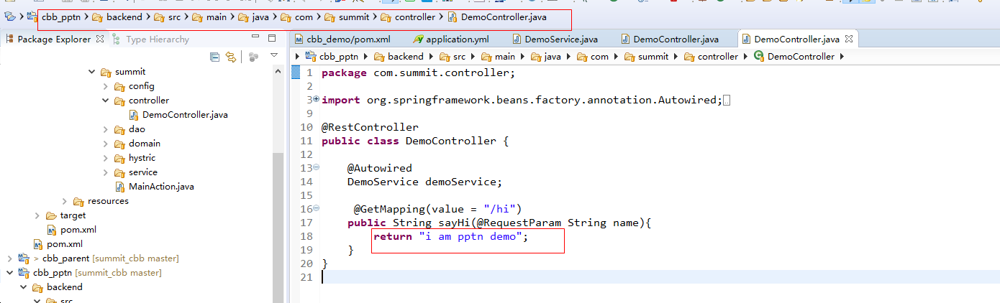 cbb_pptn backend src main java com summit controller DemoController.java
Package Explorer Type Hierarchy
cbb_demo/pom.xml application.yml DemoService.java DemoController.java DemoController.java
cbb_pptn backend src main java com summit controller DemoController
summit
config
controller
DemoController.java
dao
domain
hystric
service
MainAction.java
resources
target
pom.xml
pom.xml
> cbb_parent [summit_cbb master]
cbb_pptn [summit_cbb master]
backend
src
1 package com.summit.controller;
2
3 import org.springframework.beans.factory.annotation.Autowired;
9
10 @RestController
11 public class DemoController {
12
13 @Autowired
14 DemoService demoService;
15
16 @GetMapping(value = "/hi")
17 public String sayHi(@RequestParam String name){
18 return "i am pptn demo";
19 }
20 }
21